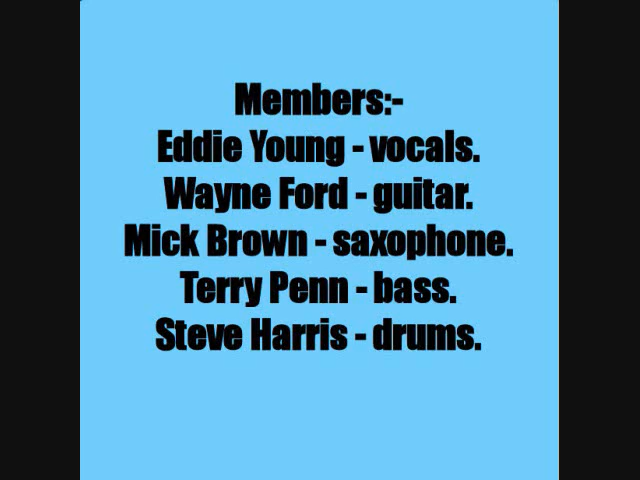 Members:-
Eddie Young - vocals.
Wayne Ford - guitar.
Mick Brown - saxophone.
Terry Penn - bass.
Steve Harris - drums.